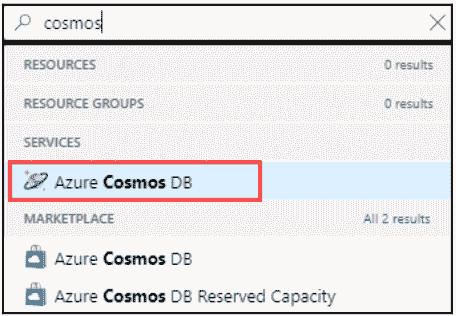 cosmos
RESOURCES 0 results
RESOURCE GROUPS 0 results
SERVICES
Azure Cosmos DB
MARKETPLACE All 2 results
Azure Cosmos DB
Azure Cosmos DB Reserved Capacity